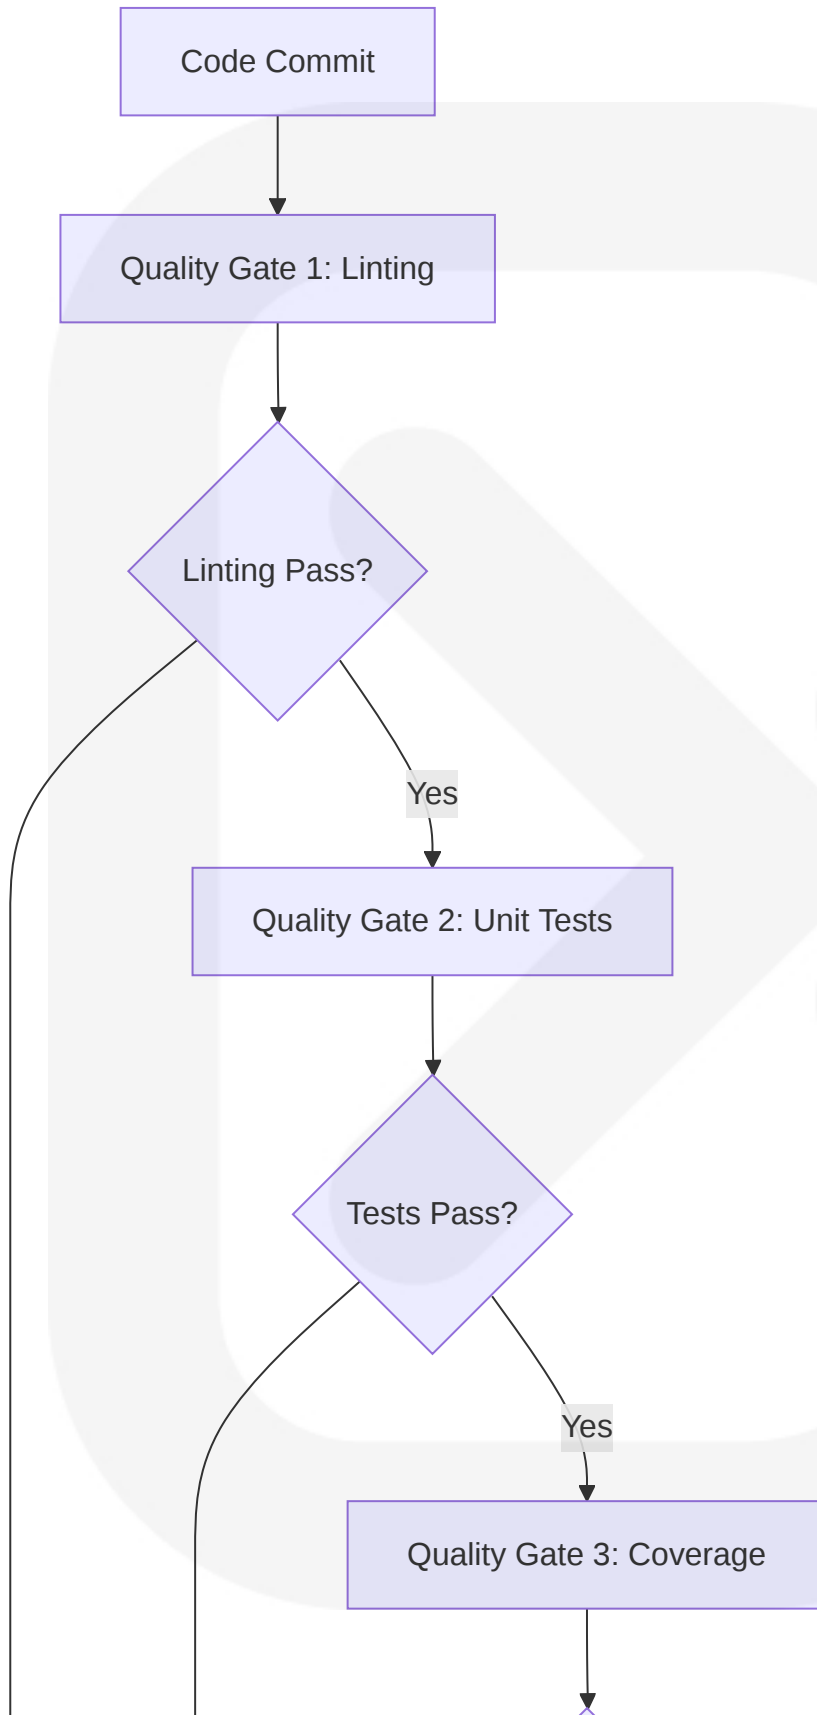 Code Commit
Quality Gate 1: Linting
Linting Pass?
Yes
Quality Gate 2: Unit Tests
Tests Pass?
Yes
Quality Gate 3: Coverage